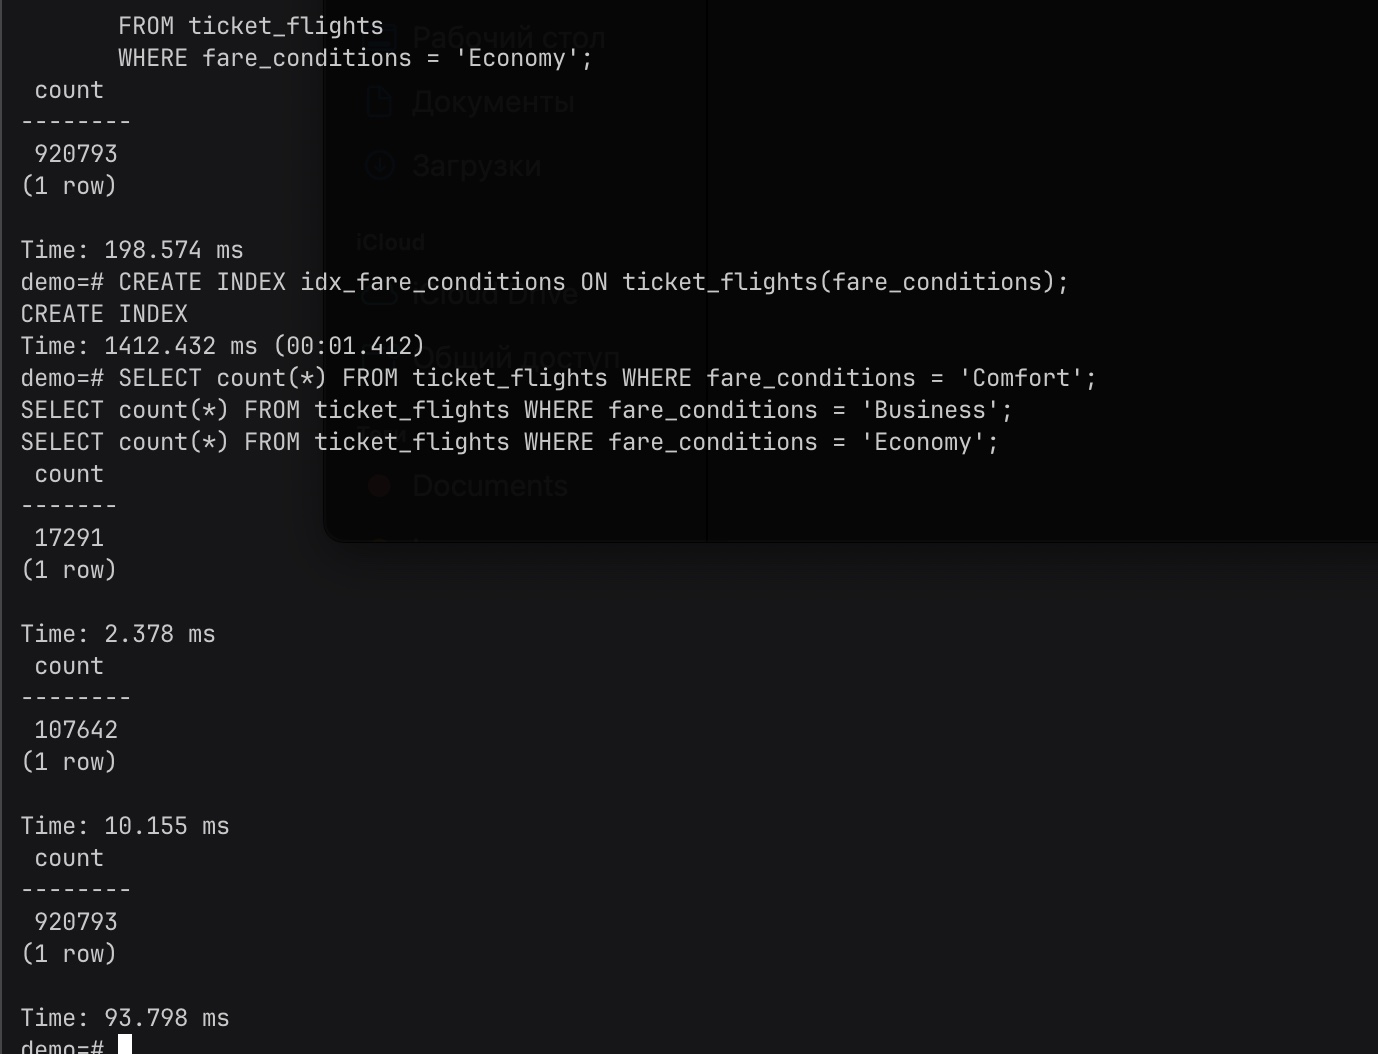 FROM ticket_flights
Рабочий стол
WHERE fare_conditions = 'Economy';
count
Документы
--------
920793
Загрузки
(1 row)
iCloud
Time: 198.574 ms
demo=# CREATE INDEX idx_fare_conditions ON ticket_flights(fare_conditions);
iCloud Drive
CREATE INDEX
Time: 1412.432 ms (00:01.412)
Общий доступ
demo=# SELECT count(*) FROM ticket_flights WHERE fare_conditions = 'Comfort';
SELECT count(*) FROM ticket_flights WHERE fare_conditions = 'Business';
SELECT count(*) FROM ticket_flights WHERE fare_conditions = 'Economy';
count
Documents
-------
17291
(1 row)
Time: 2.378 ms
count
--------
107642
(1 row)
Time: 10.155 ms
count
--------
920793
(1 row)
Time: 93.798 ms
demo=#